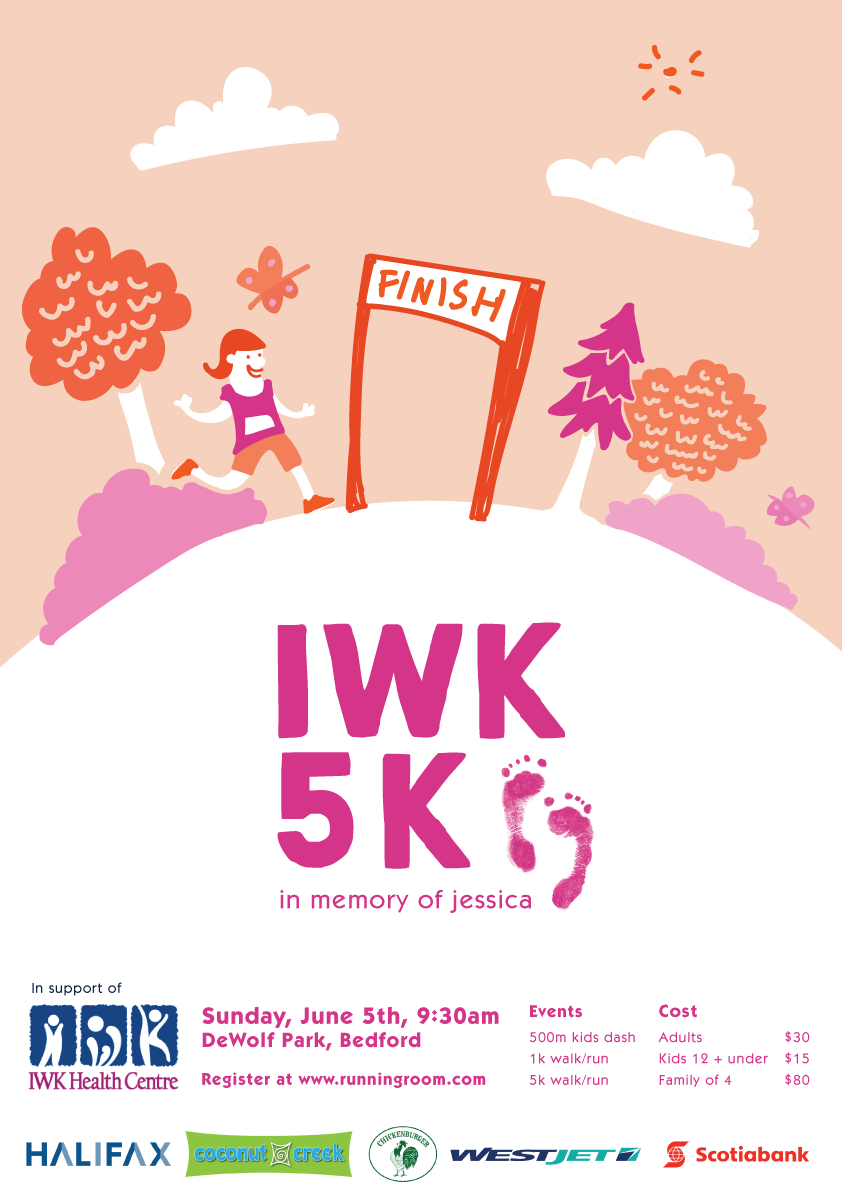 FINISH
IWK
5K
in memory of jessica
In support of
IWK Health Centre
Sunday, June 5th, 9:30am
DeWolf Park, Bedford
Register at www.runningroom.com
Events
500m kids dash
1k walk/run
5k walk/run
Cost
Adults $30
Kids 12 + under $15
Family of 4 $80
HALIFAX
coconut creek
CHICKENBURGER
WESTJET
Scotiabank